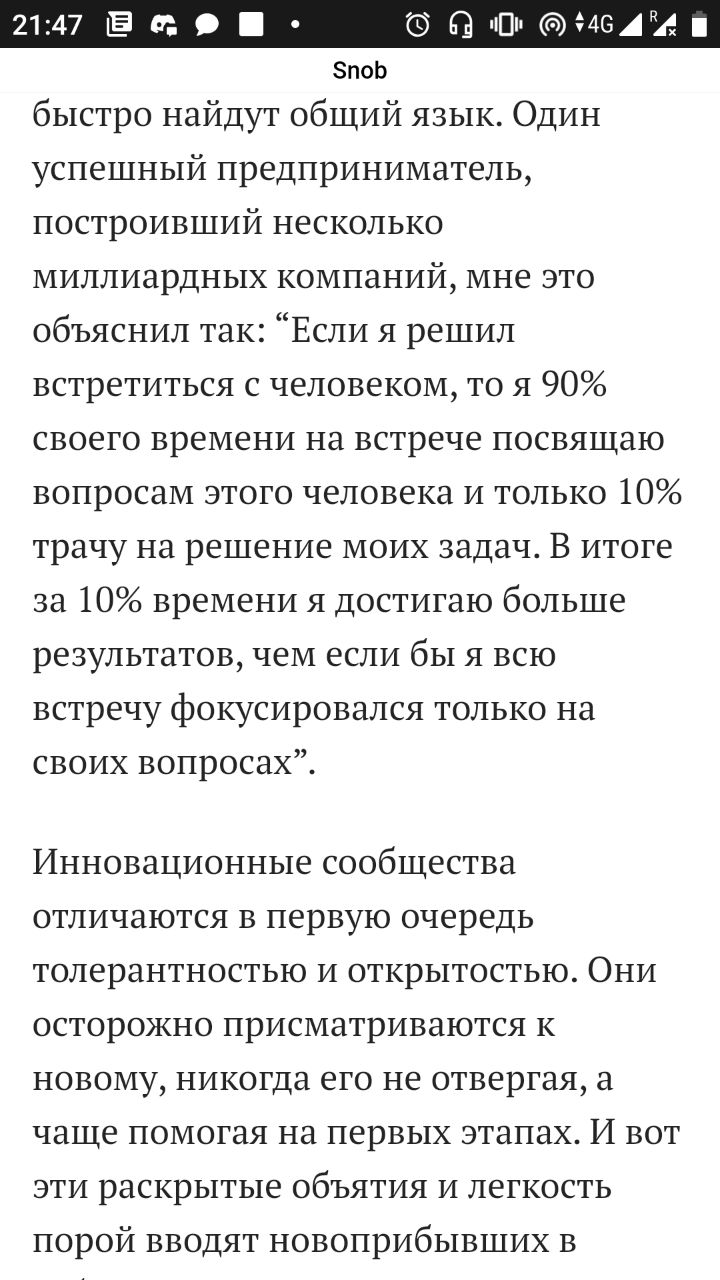 21:47
4G
R
Snob
быстро найдут общий язык. Один
успешный предприниматель,
построивший несколько
миллиардных компаний, мне это
объяснил так: “Если я решил
встретиться с человеком, то я 90%
своего времени на встрече посвящаю
вопросам этого человека и только 10%
трачу на решение моих задач. В итоге
за 10% времени я достигаю больше
результатов, чем если бы я всю
встречу фокусировался только на
своих вопросах”.
Инновационные сообщества
отличаются в первую очередь
толерантностью и открытостью. Они
осторожно присматриваются к
новому, никогда его не отвергая, а
чаще помогая на первых этапах. И вот
эти раскрытые объятия и легкость
порой вводят новоприбывших в